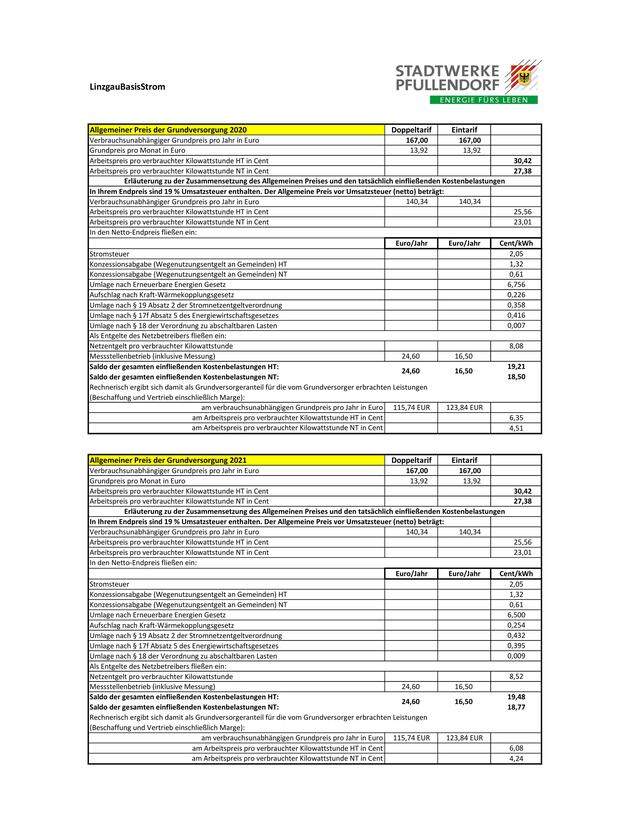 STADTWERKE
PFULLENDORF
ENERGIE FÜRS LEBEN
LinzgauBasisStrom
Allgemeiner Preis der Grundversorgung 2020 Doppeltarif Eintarif
Verbrauchsunabhängiger Grundpreis pro Jahr in Euro 167,00 167,00
Grundpreis pro Monat in Euro 13,92 13,92
Arbeitspreis pro verbrauchter Kilowattstunde HT in Cent 30,42
Arbeitspreis pro verbrauchter Kilowattstunde NT in Cent 27,38
Erläuterung zu der Zusammensetzung des Allgemeinen Preises und den tatsächlich einfließenden Kostenbelastungen
In Ihrem Endpreis sind 19 % Umsatzsteuer enthalten. Der Allgemeine Preis vor Umsatzsteuer (netto) beträgt:
Verbrauchsunabhängiger Grundpreis pro Jahr in Euro 140,34 140,34
Arbeitspreis pro verbrauchter Kilowattstunde HT in Cent 25,56
Arbeitspreis pro verbrauchter Kilowattstunde NT in Cent 23,01
In den Netto-Endpreis fließen ein:
Euro/Jahr Euro/Jahr Cent/kWh
Stromsteuer 2,05
Konzessionsabgabe (Wegenutzungsentgelt an Gemeinden) HT 1,32
Konzessionsabgabe (Wegenutzungsentgelt an Gemeinden) NT 0,61
Umlage nach Erneuerbare Energien Gesetz 6,756
Aufschlag nach Kraft-Wärmekopplungsgesetz 0,226
Umlage nach § 19 Absatz 2 der Stromnetzentgeltverordnung 0,358
Umlage nach § 17f Absatz 5 des Energiewirtschaftsgesetzes 0,416
Umlage nach § 18 der Verordnung zu abschaltbaren Lasten 0,007
Als Entgelte des Netzbetreibers fließen ein:
Netzentgelt pro verbrauchter Kilowattstunde 8,08
Messstellenbetrieb (inklusive Messung) 24,60 16,50
Saldo der gesamten einfließenden Kostenbelastungen HT: 24,60 16,50 19,21
Saldo der gesamten einfließenden Kostenbelastungen NT: 18,50
Rechnerisch ergibt sich damit als Grundversorgeranteil für die vom Grundversorger erbrachten Leistungen
(Beschaffung und Vertrieb einschließlich Marge):
am verbrauchsunabhängigen Grundpreis pro Jahr in Euro 115,74 EUR 123,84 EUR
am Arbeitspreis pro verbrauchter Kilowattstunde HT in Cent 6,35
am Arbeitspreis pro verbrauchter Kilowattstunde NT in Cent 4,51
Allgemeiner Preis der Grundversorgung 2021 Doppeltarif Eintarif
Verbrauchsunabhängiger Grundpreis pro Jahr in Euro 167,00 167,00
Grundpreis pro Monat in Euro 13,92 13,92
Arbeitspreis pro verbrauchter Kilowattstunde HT in Cent 30,42
Arbeitspreis pro verbrauchter Kilowattstunde NT in Cent 27,38
Erläuterung zu der Zusammensetzung des Allgemeinen Preises und den tatsächlich einfließenden Kostenbelastungen
In Ihrem Endpreis sind 19 % Umsatzsteuer enthalten. Der Allgemeine Preis vor Umsatzsteuer (netto) beträgt:
Verbrauchsunabhängiger Grundpreis pro Jahr in Euro 140,34 140,34
Arbeitspreis pro verbrauchter Kilowattstunde HT in Cent 25,56
Arbeitspreis pro verbrauchter Kilowattstunde NT in Cent 23,01
In den Netto-Endpreis fließen ein:
Euro/Jahr Euro/Jahr Cent/kWh
Stromsteuer 2,05
Konzessionsabgabe (Wegenutzungsentgelt an Gemeinden) HT 1,32
Konzessionsabgabe (Wegenutzungsentgelt an Gemeinden) NT 0,61
Umlage nach Erneuerbare Energien Gesetz 6,500
Aufschlag nach Kraft-Wärmekopplungsgesetz 0,254
Umlage nach § 19 Absatz 2 der Stromnetzentgeltverordnung 0,432
Umlage nach § 17f Absatz 5 des Energiewirtschaftsgesetzes 0,395
Umlage nach § 18 der Verordnung zu abschaltbaren Lasten 0,009
Als Entgelte des Netzbetreibers fließen ein:
Netzentgelt pro verbrauchter Kilowattstunde 8,52
Messstellenbetrieb (inklusive Messung) 24,60 16,50
Saldo der gesamten einfließenden Kostenbelastungen HT: 24,60 16,50 19,48
Saldo der gesamten einfließenden Kostenbelastungen NT: 18,77
Rechnerisch ergibt sich damit als Grundversorgeranteil für die vom Grundversorger erbrachten Leistungen
(Beschaffung und Vertrieb einschließlich Marge):
am verbrauchsunabhängigen Grundpreis pro Jahr in Euro 115,74 EUR 123,84 EUR
am Arbeitspreis pro verbrauchter Kilowattstunde HT in Cent 6,08
am Arbeitspreis pro verbrauchter Kilowattstunde NT in Cent 4,24